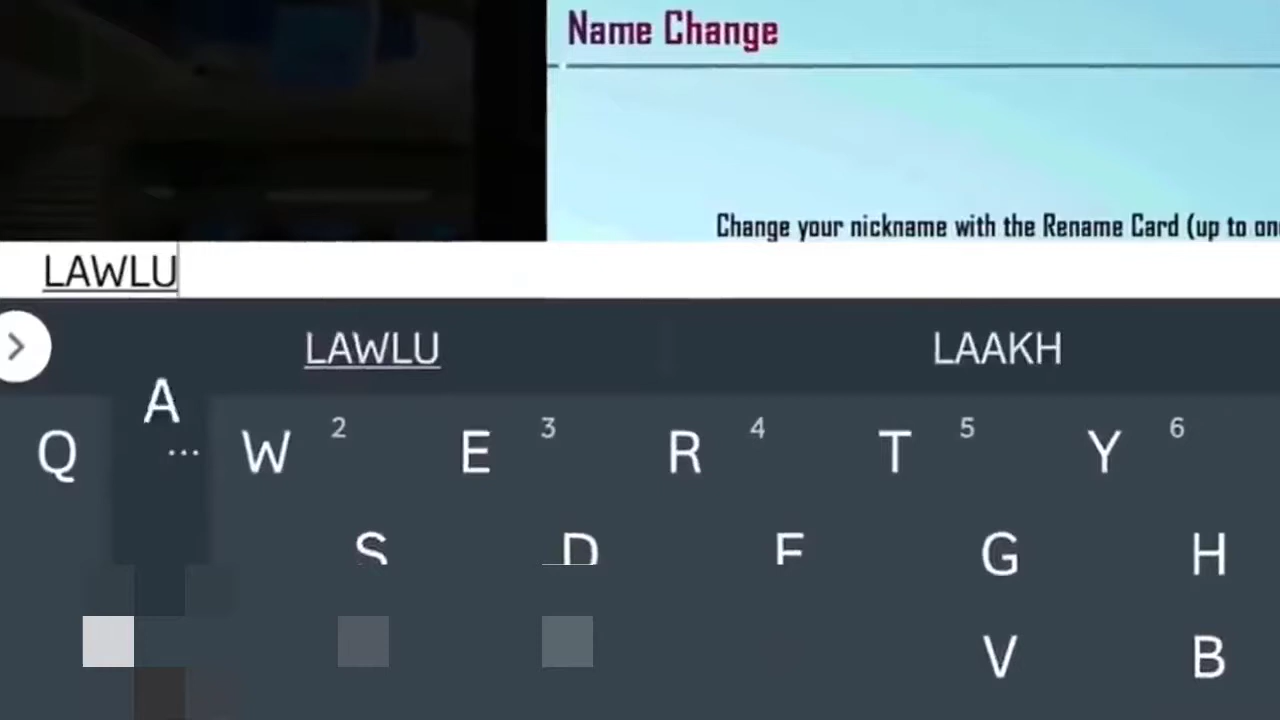 Name Change
Change your nickname with the Rename Card (up to on
LAWLU
LAWLU LAAKH
A
Q ... W 2 E 3 R 4 T 5 Y 6
S D F G H
V B